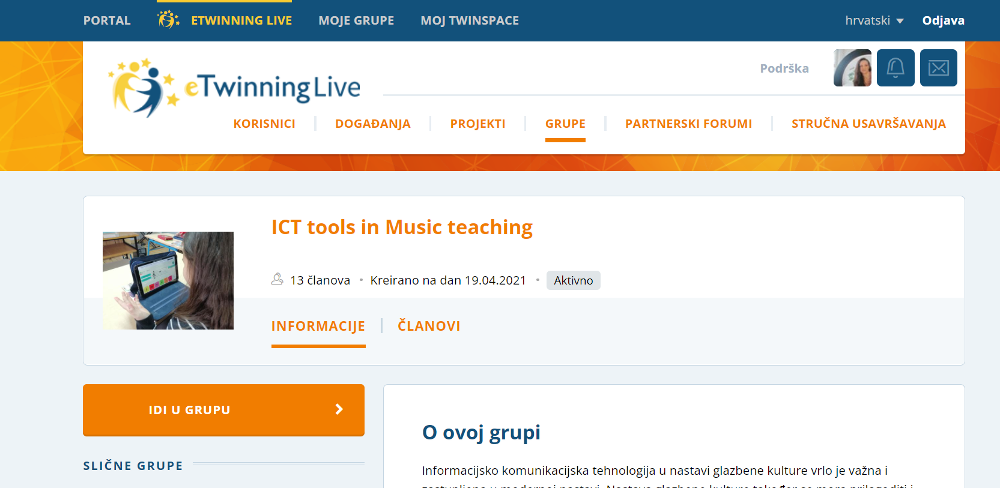 PORTAL ETWINNING LIVE MOJE GRUPE MOJ TWINSPACE hrvatski Odjava
Podrška
eTwinningLive
KORISNICI DOGAĐANJA PROJEKTI GRUPE PARTNERSKI FORUMI STRUČNA USAVRŠAVANJA
ICT tools in Music teaching
13 članova • Kreirano na dan 19.04.2021 • Aktivno
INFORMACIJE ČLANOVI
IDI U GRUPU
O ovoj grupi
SLIČNE GRUPE
Informacijsko komunikacijska tehnologija u nastavi glazbene kulture vrlo je važna i